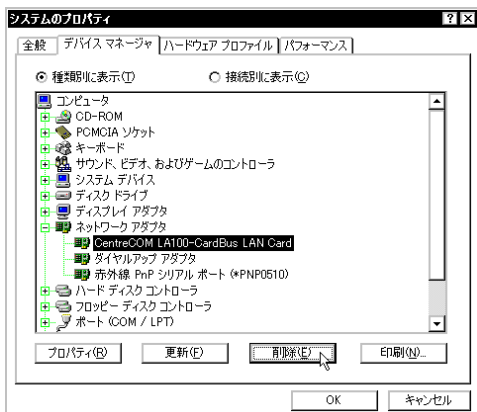 システムのプロパティ
全般 デバイス マネージャ ハードウェア プロファイル パフォーマンス
種類別に表示(T) 接続別に表示(C)
コンピュータ
CD-ROM
PCMCIA ソケット
キーボード
サウンド、ビデオ、およびゲームのコントローラ
システム デバイス
ディスク ドライブ
ディスプレイ アダプタ
ネットワーク アダプタ
CentreCOM LA100-CardBus LAN Card
ダイヤルアップ アダプタ
赤外線 PnP シリアル ポート (*PNP0510)
ハード ディスク コントローラ
フロッピー ディスク コントローラ
ポート (COM / LPT)
プロパティ(R) 更新(F) 削除(E) 印刷(N)...
OK キャンセル